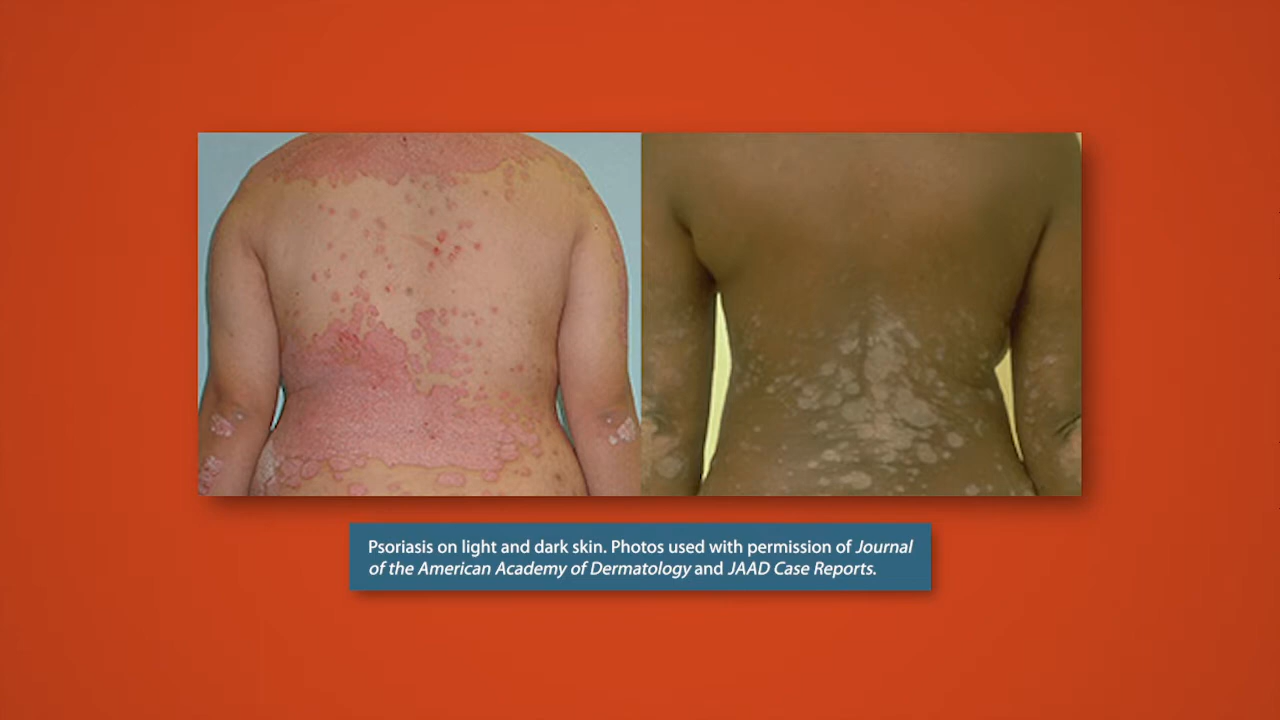 Psoriasis on light and dark skin. Photos used with permission of Journal
of the American Academy of Dermatology and JAAD Case Reports.